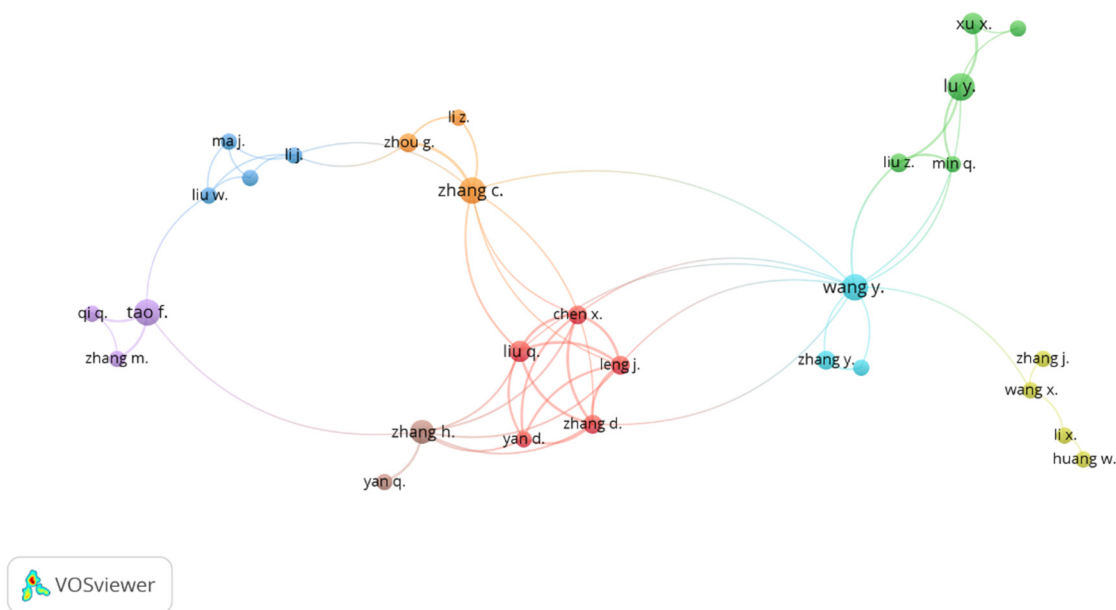 xu x.
lu y.
li z.
ma j.
zhou g.
li j.
liu z.
min q.
zhang c.
liu w.
wang y.
qi q.
tao f.
chen x.
zhang m.
liu q.
leng j.
zhang y.
zhang j.
wang x.
zhang h.
yan d.
zhang d.
li x.
huang w.
yan q.
VOSviewer